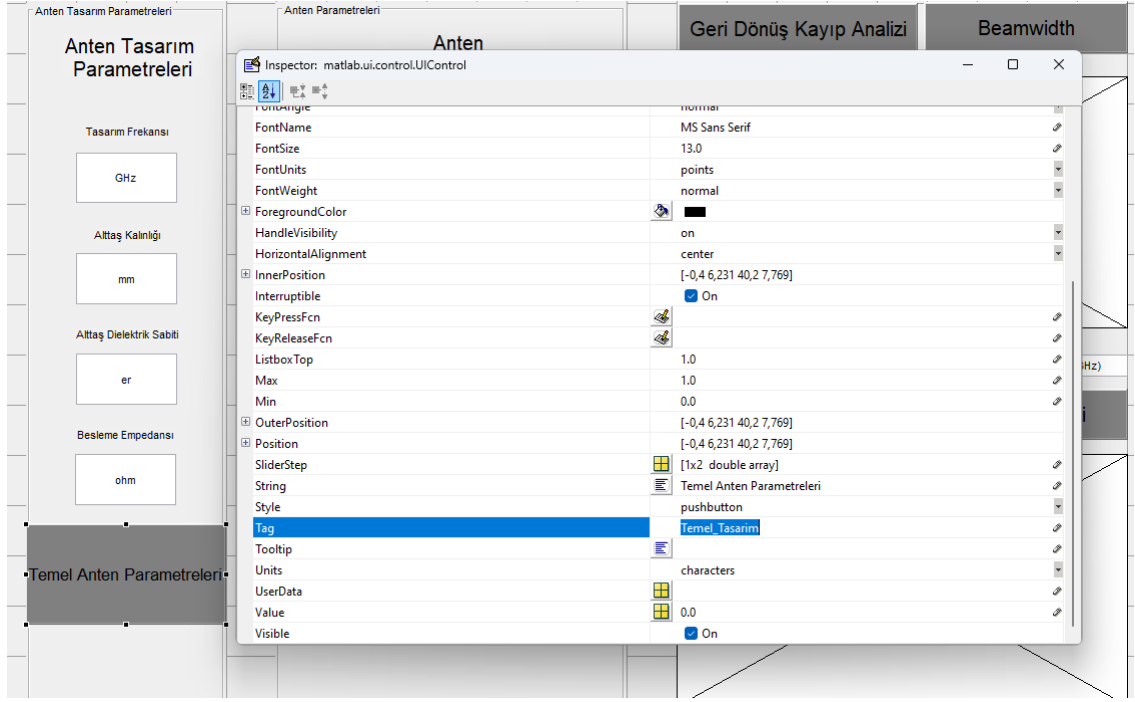 Anten Tasarım Parametreleri
Anten Tasarım
Parametreleri
Tasarım Frekansı
GHz
Alttaş Kalınlığı
mm
Alttaş Dielektrik Sabiti
er
Besleme Empedansı
ohm
Temel Anten Parametreleri
Anten Parametreleri
Anten
Geri Dönüş Kayıp Analizi
Beamwidth
Inspector: matlab.ui.control.UIControl
FontAngle normal
FontName MS Sans Serif
FontSize 13.0
FontUnits points
FontWeight normal
ForegroundColor
HandleVisibility on
HorizontalAlignment center
InnerPosition [-0,4 6,231 40,2 7,769]
Interruptible On
KeyPressFcn
KeyReleaseFcn
ListboxTop 1.0
Max 1.0
Min 0.0
OuterPosition [-0,4 6,231 40,2 7,769]
Position [-0,4 6,231 40,2 7,769]
SliderStep [1x2 double array]
String Temel Anten Parametreleri
Style pushbutton
Tag Temel_Tasarim
Tooltip
Units characters
UserData
Value 0.0
Visible On
Hz)
i